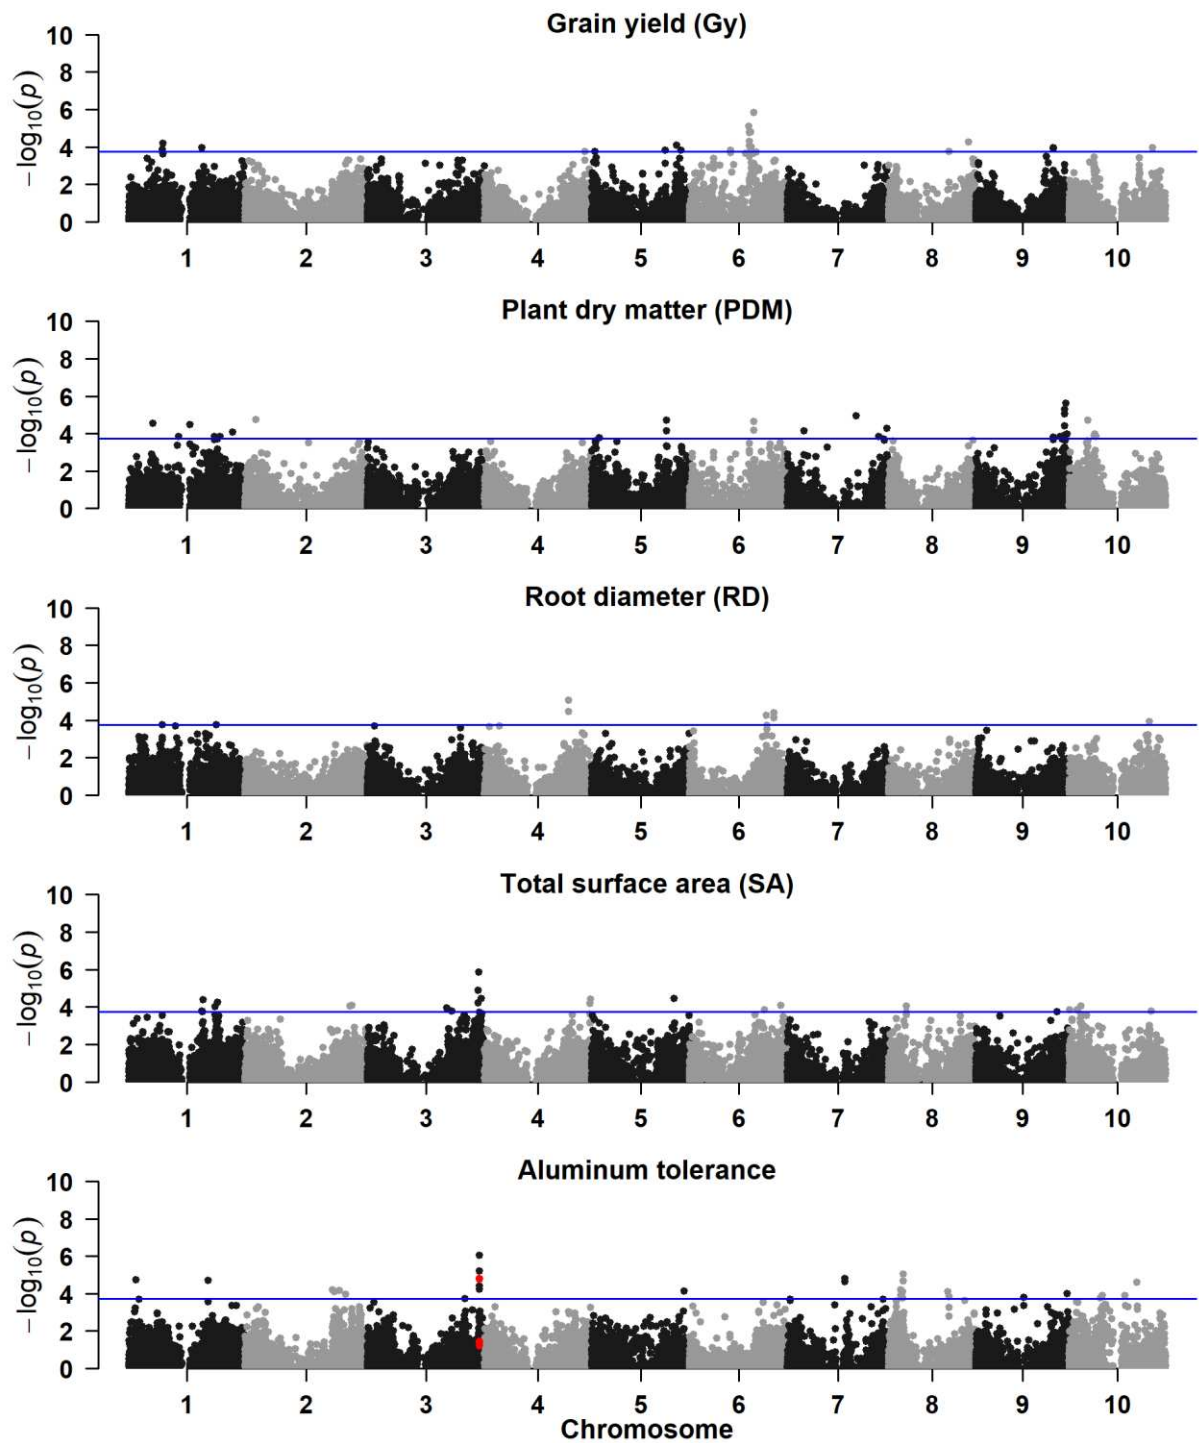 Grain yield (Gy)
10
8
6
4
2
0
−log10(p)
1 2 3 4 5 6 7 8 9 10
Plant dry matter (PDM)
10
8
6
4
2
0
−log10(p)
1 2 3 4 5 6 7 8 9 10
Root diameter (RD)
10
8
6
4
2
0
−log10(p)
1 2 3 4 5 6 7 8 9 10
Total surface area (SA)
10
8
6
4
2
0
−log10(p)
1 2 3 4 5 6 7 8 9 10
Aluminum tolerance
10
8
6
4
2
0
−log10(p)
1 2 3 4 5 6 7 8 9 10
Chromosome